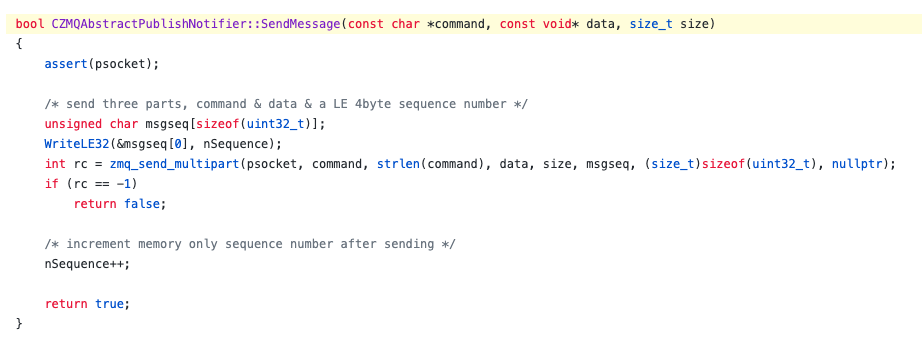 bool CZMQAbstractPublishNotifier::SendMessage(const char *command, const void* data, size_t size)
{
    assert(psocket);

    /* send three parts, command & data & a LE 4byte sequence number */
    unsigned char msgseq[sizeof(uint32_t)];
    WriteLE32(&msgseq[0], nSequence);
    int rc = zmq_send_multipart(psocket, command, strlen(command), data, size, msgseq, (size_t)sizeof(uint32_t), nullptr);
    if (rc == -1)
        return false;

    /* increment memory only sequence number after sending */
    nSequence++;

    return true;
}